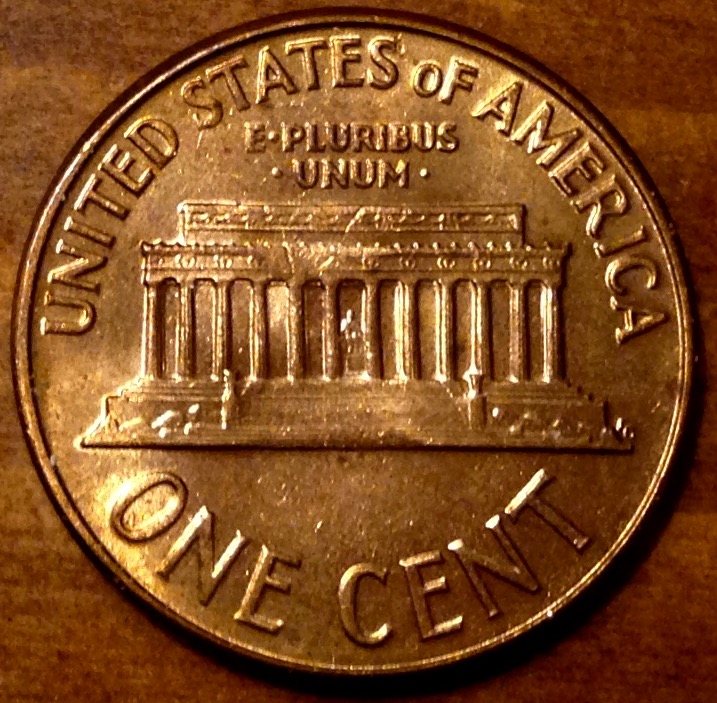 UNITED STATES oF AMERICA
E·PLURIBUS
·UNUM·
ONE CENT